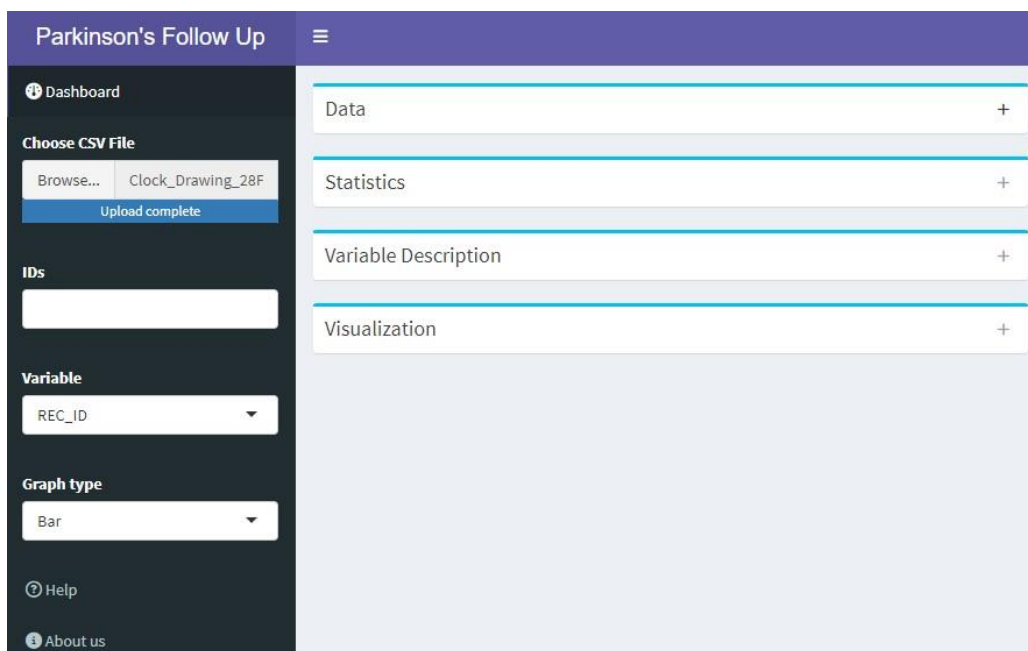 Parkinson's Follow Up
Dashboard
Choose CSV File
Browse... Clock_Drawing_28F
Upload complete
IDs
Variable
REC_ID
Graph type
Bar
Help
About us
Data
Statistics
Variable Description
Visualization